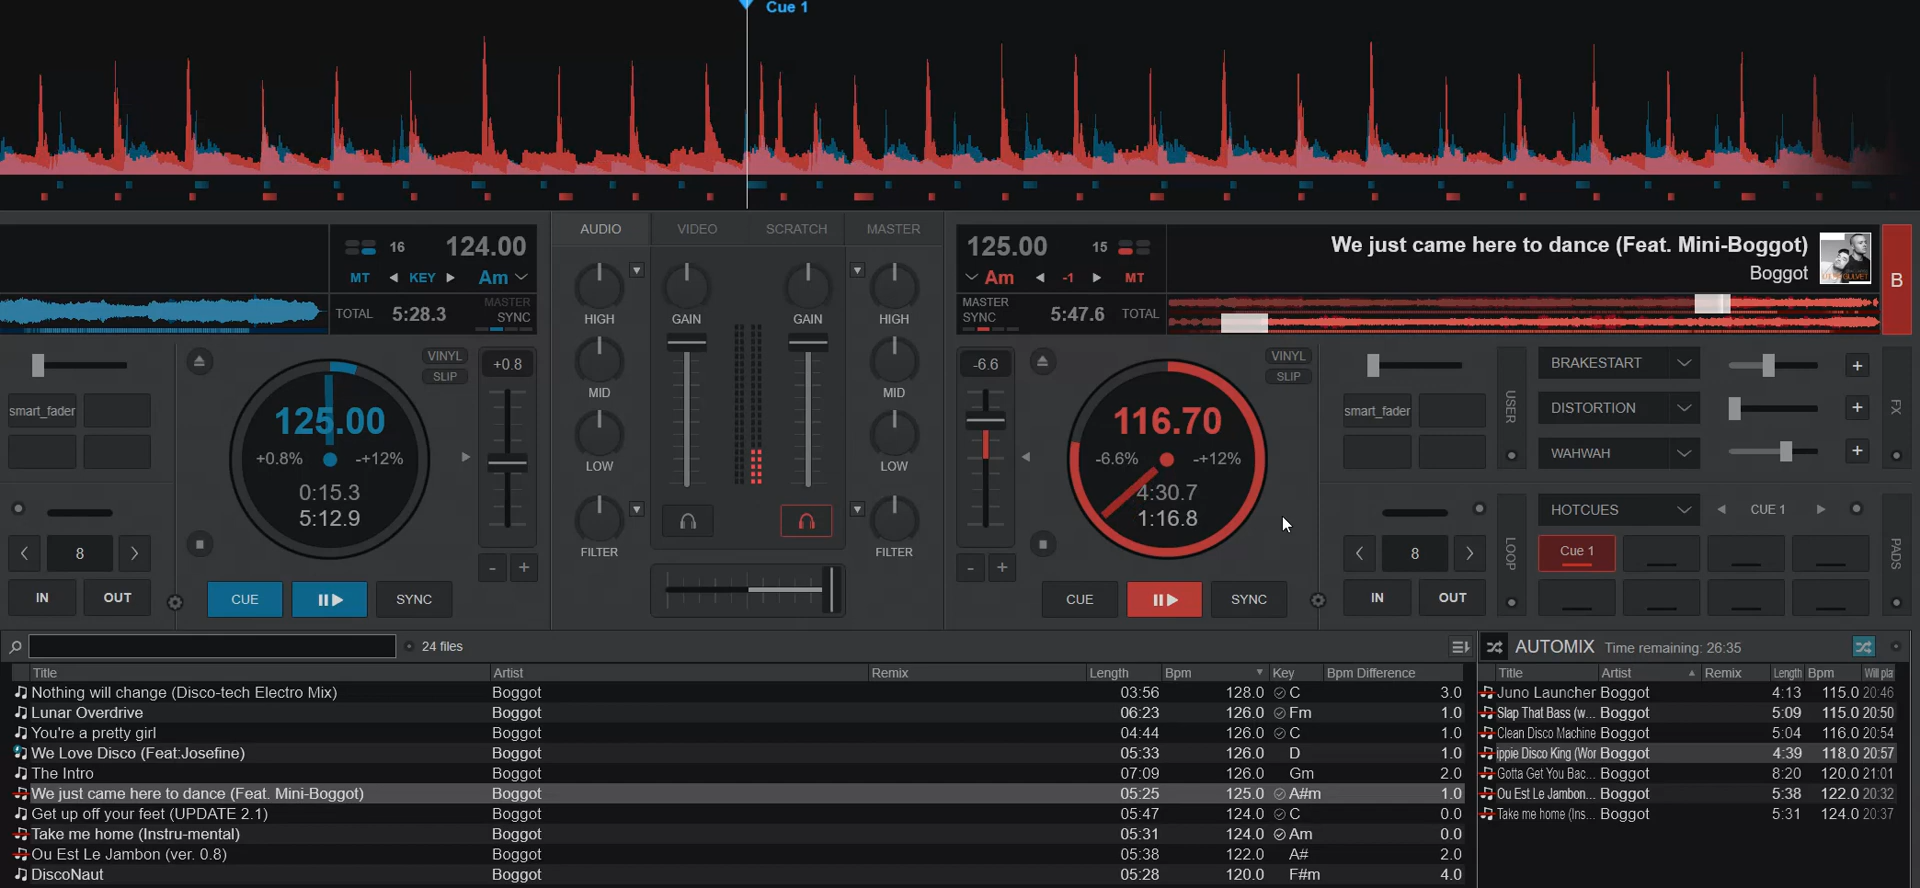 Cue 1
16 124.00
MT KEY Am
TOTAL 5:28.3 MASTER SYNC
AUDIO VIDEO SCRATCH MASTER
125.00 15
Am -1 MT
MASTER SYNC 5:47.6 TOTAL
We just came here to dance (Feat. Mini-Boggot)
Boggot
B
HIGH GAIN GAIN HIGH
MID MID
LOW LOW
FILTER FILTER
VINYL
SLIP
+0.8
125.00
+0.8% -+12%
0:15.3
5:12.9
smart_fader
8
IN OUT
CUE SYNC
- +
-6.6
VINYL
SLIP
116.70
-6.6% -+12%
4:30.7
1:16.8
- +
CUE SYNC
smart_fader
8
IN OUT
USER
LOOP
BRAKESTART +
DISTORTION +
WAHWAH +
FX
HOTCUES CUE 1
Cue 1
PADS
24 files
Title Artist Remix Length Bpm Key Bpm Difference
Nothing will change (Disco-tech Electro Mix) Boggot 03:56 128.0 C 3.0
Lunar Overdrive Boggot 06:23 126.0 Fm 1.0
You're a pretty girl Boggot 04:44 126.0 C 1.0
We Love Disco (Feat:Josefine) Boggot 05:33 126.0 D 1.0
The Intro Boggot 07:09 126.0 Gm 2.0
We just came here to dance (Feat. Mini-Boggot) Boggot 05:25 125.0 A#m 1.0
Get up off your feet (UPDATE 2.1) Boggot 05:47 124.0 C 0.0
Take me home (Instru-mental) Boggot 05:31 124.0 Am 0.0
Ou Est Le Jambon (ver. 0.8) Boggot 05:38 122.0 A# 2.0
DiscoNaut Boggot 05:28 120.0 F#m 4.0
AUTOMIX Time remaining: 26:35
Title Artist Remix Length Bpm Will pla
Juno Launcher Boggot 4:13 115.0 20:46
Slap That Bass (w... Boggot 5:09 115.0 20:50
Clean Disco Machine Boggot 5:04 116.0 20:54
ippie Disco King (Wor Boggot 4:39 118.0 20:57
Gotta Get You Bac... Boggot 8:20 120.0 21:01
Ou Est Le Jambon... Boggot 5:38 122.0 20:32
Take me home (Ins... Boggot 5:31 124.0 20:37